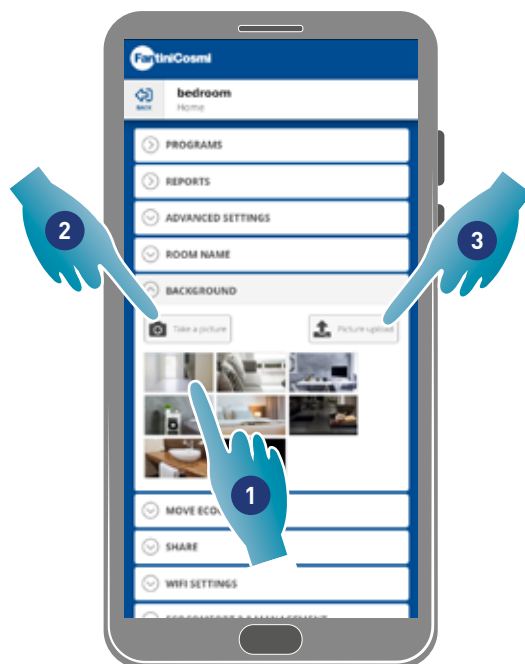 FantiniCosmi
BACK
bedroom
Home
PROGRAMS
REPORTS
ADVANCED SETTINGS
ROOM NAME
BACKGROUND
Take a picture
Picture upload
MOVE
SHARE
WIFI SETTINGS
2
3
1